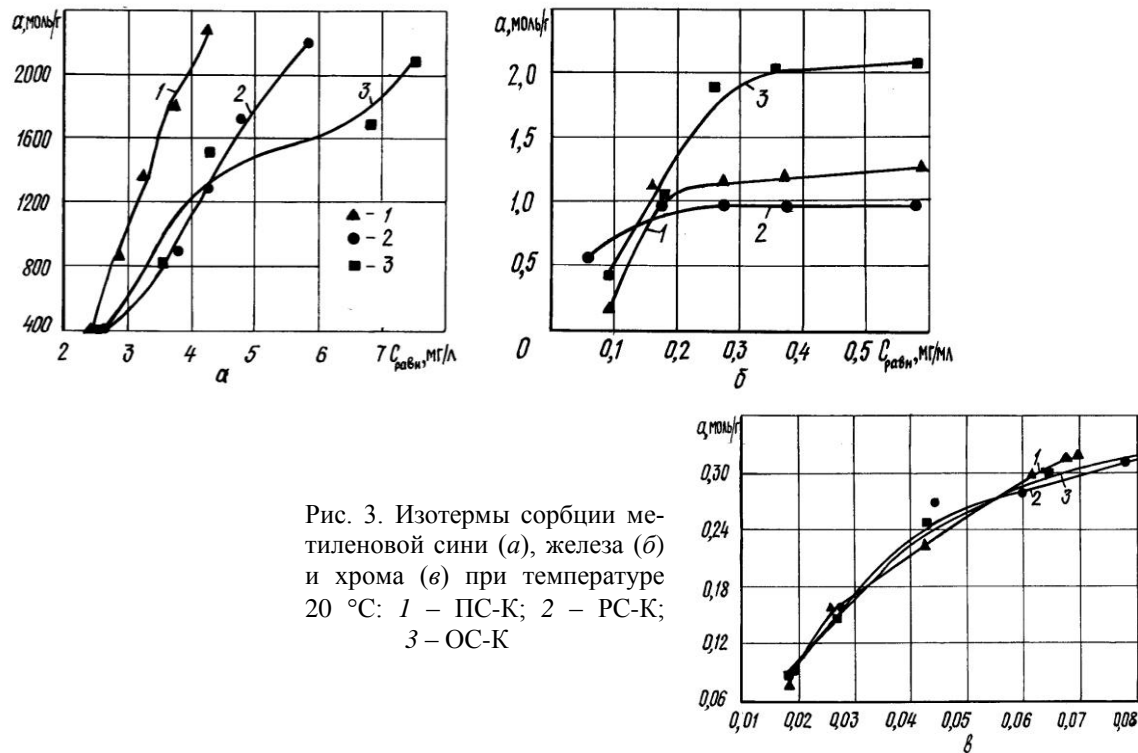 а, моль/г
2000
1600
1200
800
400
1
2
3
▲ – 1
● – 2
■ – 3
2 3 4 5 6 7 Сравн, мг/л
а
а, моль/г
2,0
1,5
1,0
0,5
3
1
2
0 0,1 0,2 0,3 0,4 0,5 Сравн, мг/мл
б
а, моль/г
0,30
0,24
0,18
0,12
0,06
1
2
3
0,01 0,02 0,03 0,04 0,05 0,06 0,07 0,08
в
Рис. 3. Изотермы сорбции ме-
тиленовой сини (а), железа (б)
и хрома (в) при температуре
20 °С: 1 – ПС-К; 2 – РС-К;
3 – ОС-К